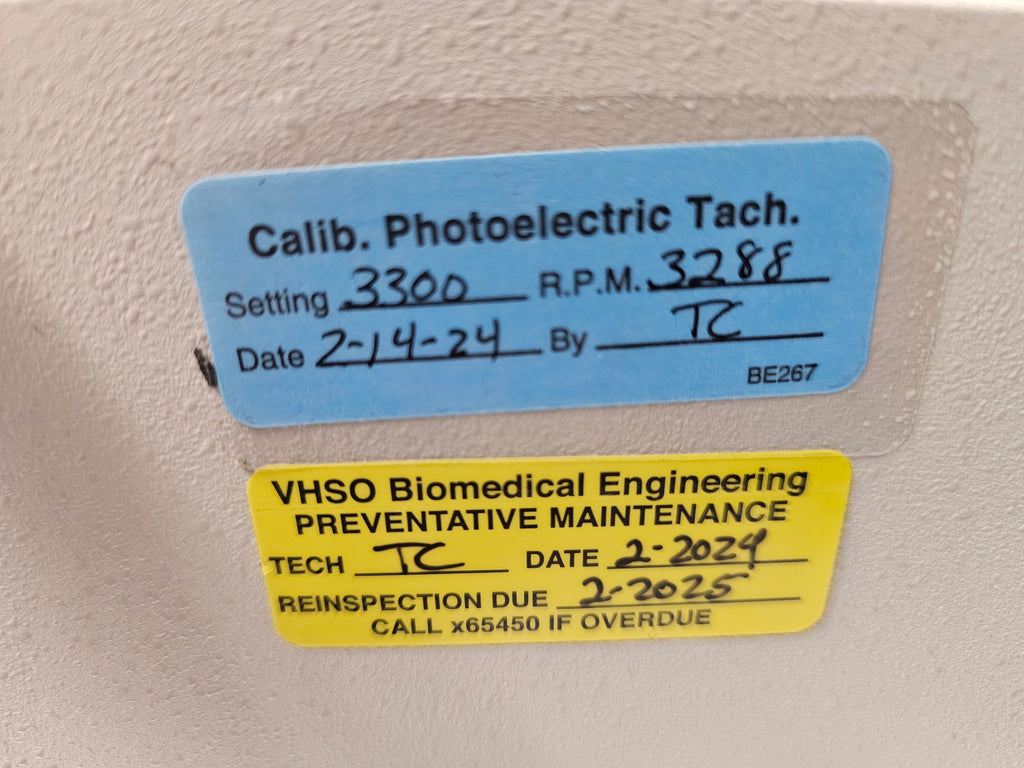 Calib. Photoelectric Tach.
Setting 3300 R.P.M. 3288
Date 2-14-24 By TC
BE267
VHSO Biomedical Engineering
PREVENTATIVE MAINTENANCE
TECH TC DATE 2-2024
REINSPECTION DUE 2-2025
CALL x65450 IF OVERDUE